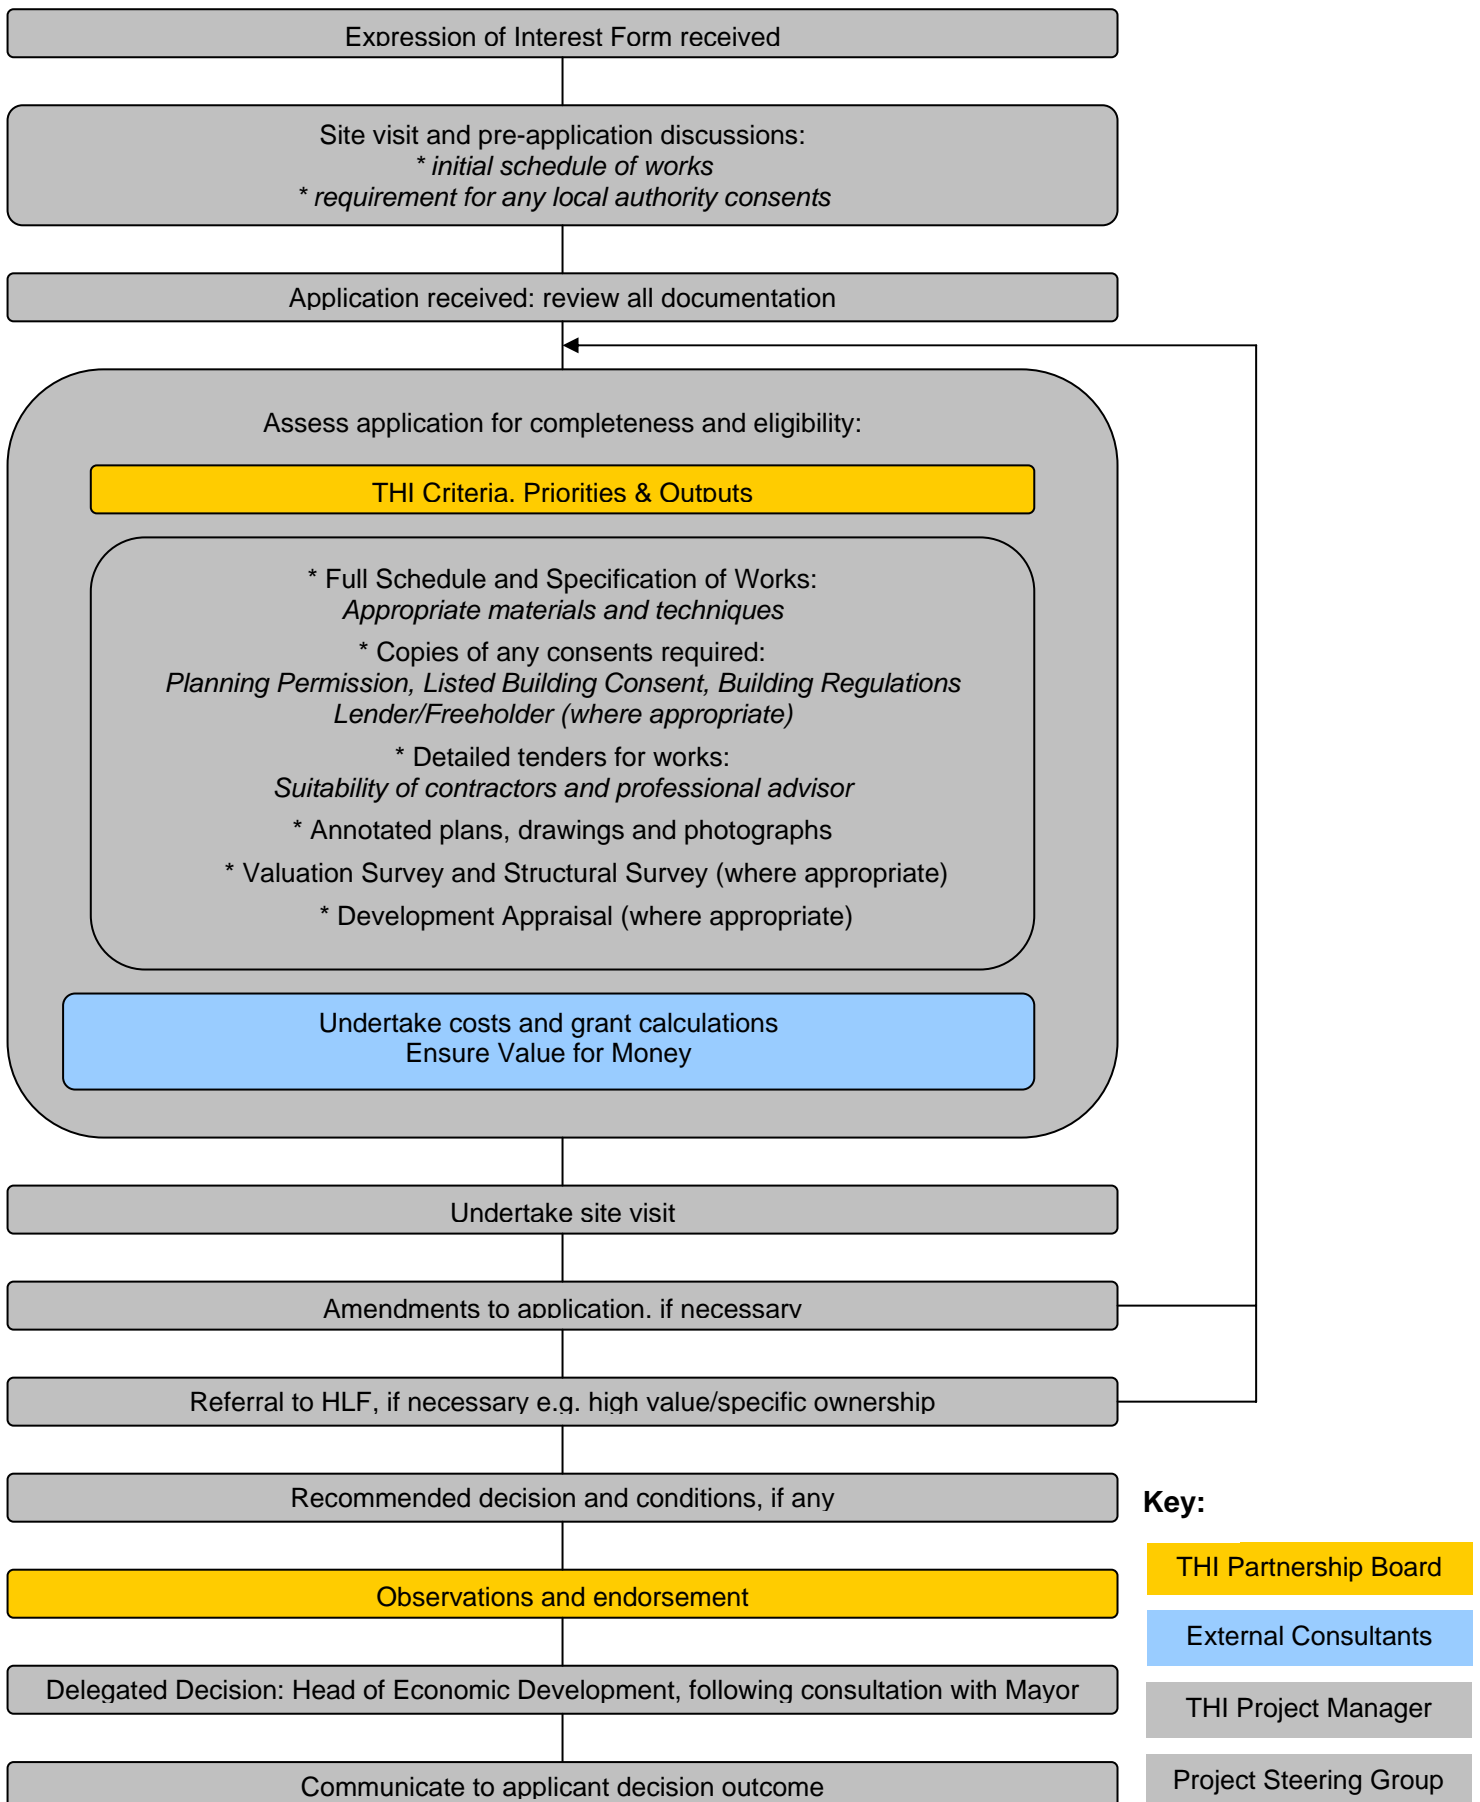 Expression of Interest Form received
Site visit and pre-application discussions:
* initial schedule of works
* requirement for any local authority consents
Application received: review all documentation
Assess application for completeness and eligibility:
THI Criteria, Priorities & Outputs
* Full Schedule and Specification of Works:
Appropriate materials and techniques
* Copies of any consents required:
Planning Permission, Listed Building Consent, Building Regulations
Lender/Freeholder (where appropriate)
* Detailed tenders for works:
Suitability of contractors and professional advisor
* Annotated plans, drawings and photographs
* Valuation Survey and Structural Survey (where appropriate)
* Development Appraisal (where appropriate)
Undertake costs and grant calculations
Ensure Value for Money
Undertake site visit
Amendments to application, if necessary
Referral to HLF, if necessary e.g. high value/specific ownership
Recommended decision and conditions, if any
Observations and endorsement
Delegated Decision: Head of Economic Development, following consultation with Mayor
Communicate to applicant decision outcome
Key:
THI Partnership Board
External Consultants
THI Project Manager
Project Steering Group